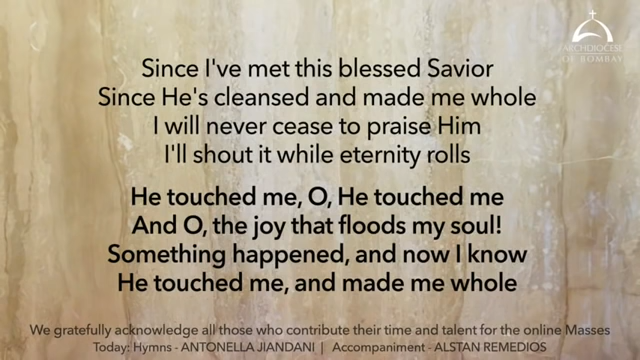 ARCHDIOCESE
OF BOMBAY
Since I've met this blessed Savior
Since He's cleansed and made me whole
I will never cease to praise Him
I'll shout it while eternity rolls
He touched me, O, He touched me
And O, the joy that floods my soul!
Something happened, and now I know
He touched me, and made me whole
We gratefully acknowledge all those who contribute their time and talent for the online Masses
Today: Hymns - ANTONELLA JIANDANI | Accompaniment - ALSTAN REMEDIOS